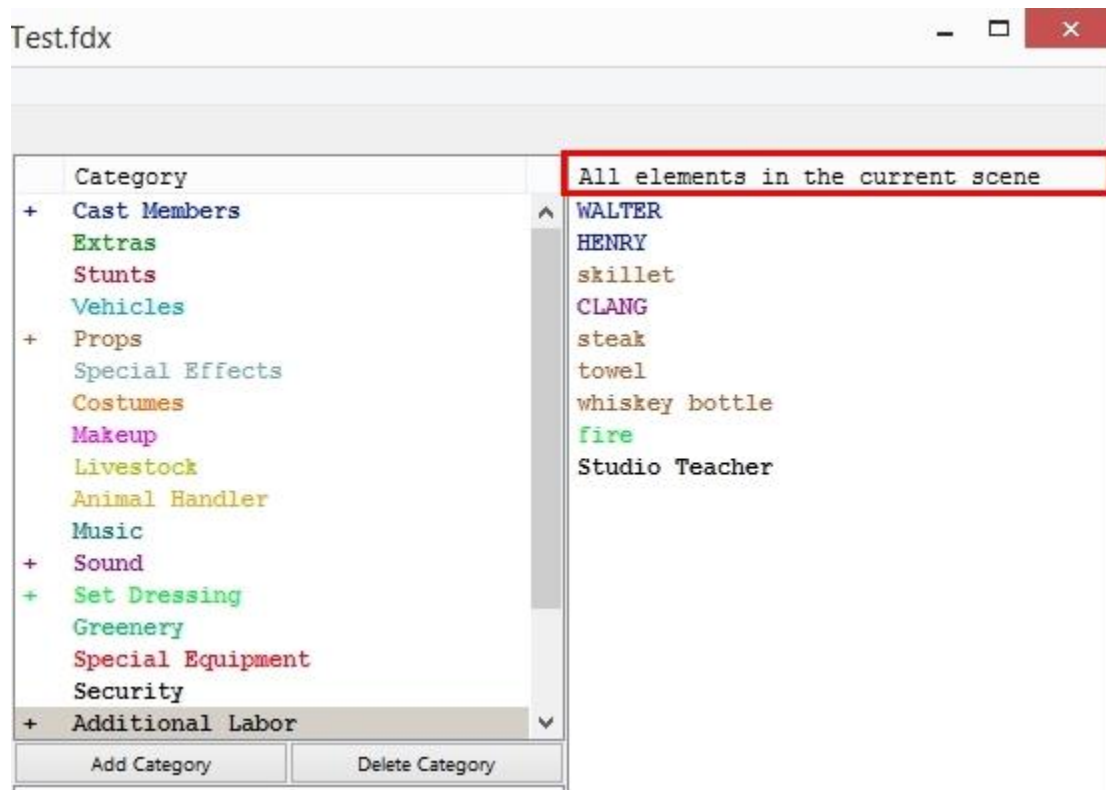 Test.fdx
Category
+ Cast Members
Extras
Stunts
Vehicles
+ Props
Special Effects
Costumes
Makeup
Livestock
Animal Handler
Music
+ Sound
+ Set Dressing
Greenery
Special Equipment
Security
+ Additional Labor
Add Category
Delete Category
All elements in the current scene
WALTER
HENRY
skillet
CLANG
steak
towel
whiskey bottle
fire
Studio Teacher